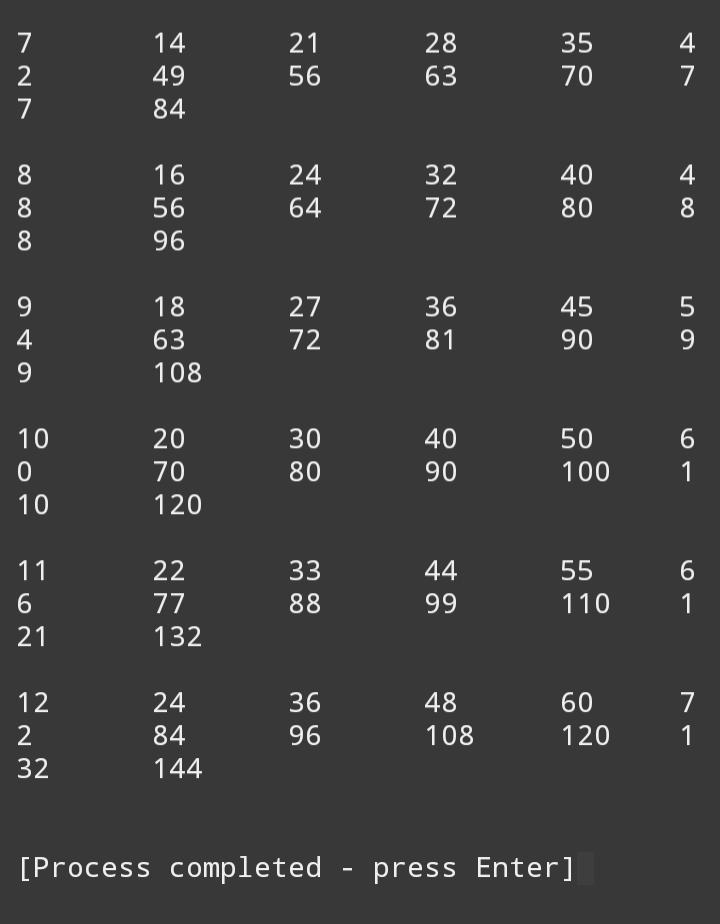 7 14 21 28 35 4
2 49 56 63 70 7
7 84
8 16 24 32 40 4
8 56 64 72 80 8
8 96
9 18 27 36 45 5
4 63 72 81 90 9
9 108
10 20 30 40 50 6
0 70 80 90 100 1
10 120
11 22 33 44 55 6
6 77 88 99 110 1
21 132
12 24 36 48 60 7
2 84 96 108 120 1
32 144
[Process completed - press Enter]